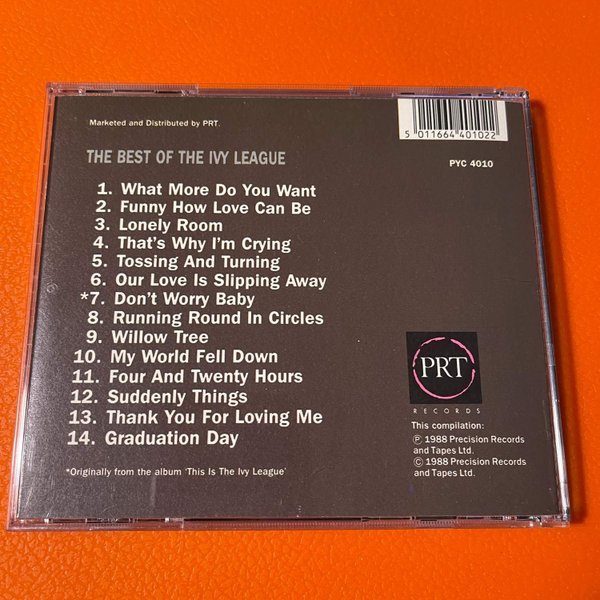 Marketed and Distributed by PRT.
5 011664 401022
THE BEST OF THE IVY LEAGUE
PYC 4010
1. What More Do You Want
2. Funny How Love Can Be
3. Lonely Room
4. That's Why I'm Crying
5. Tossing And Turning
6. Our Love Is Slipping Away
*7. Don't Worry Baby
8. Running Round In Circles
9. Willow Tree
10. My World Fell Down
11. Four And Twenty Hours
12. Suddenly Things
13. Thank You For Loving Me
14. Graduation Day
PRT
RECORDS
This compilation:
℗ 1988 Precision Records
and Tapes Ltd.
© 1988 Precision Records
and Tapes Ltd.
*Originally from the album 'This Is The Ivy League'